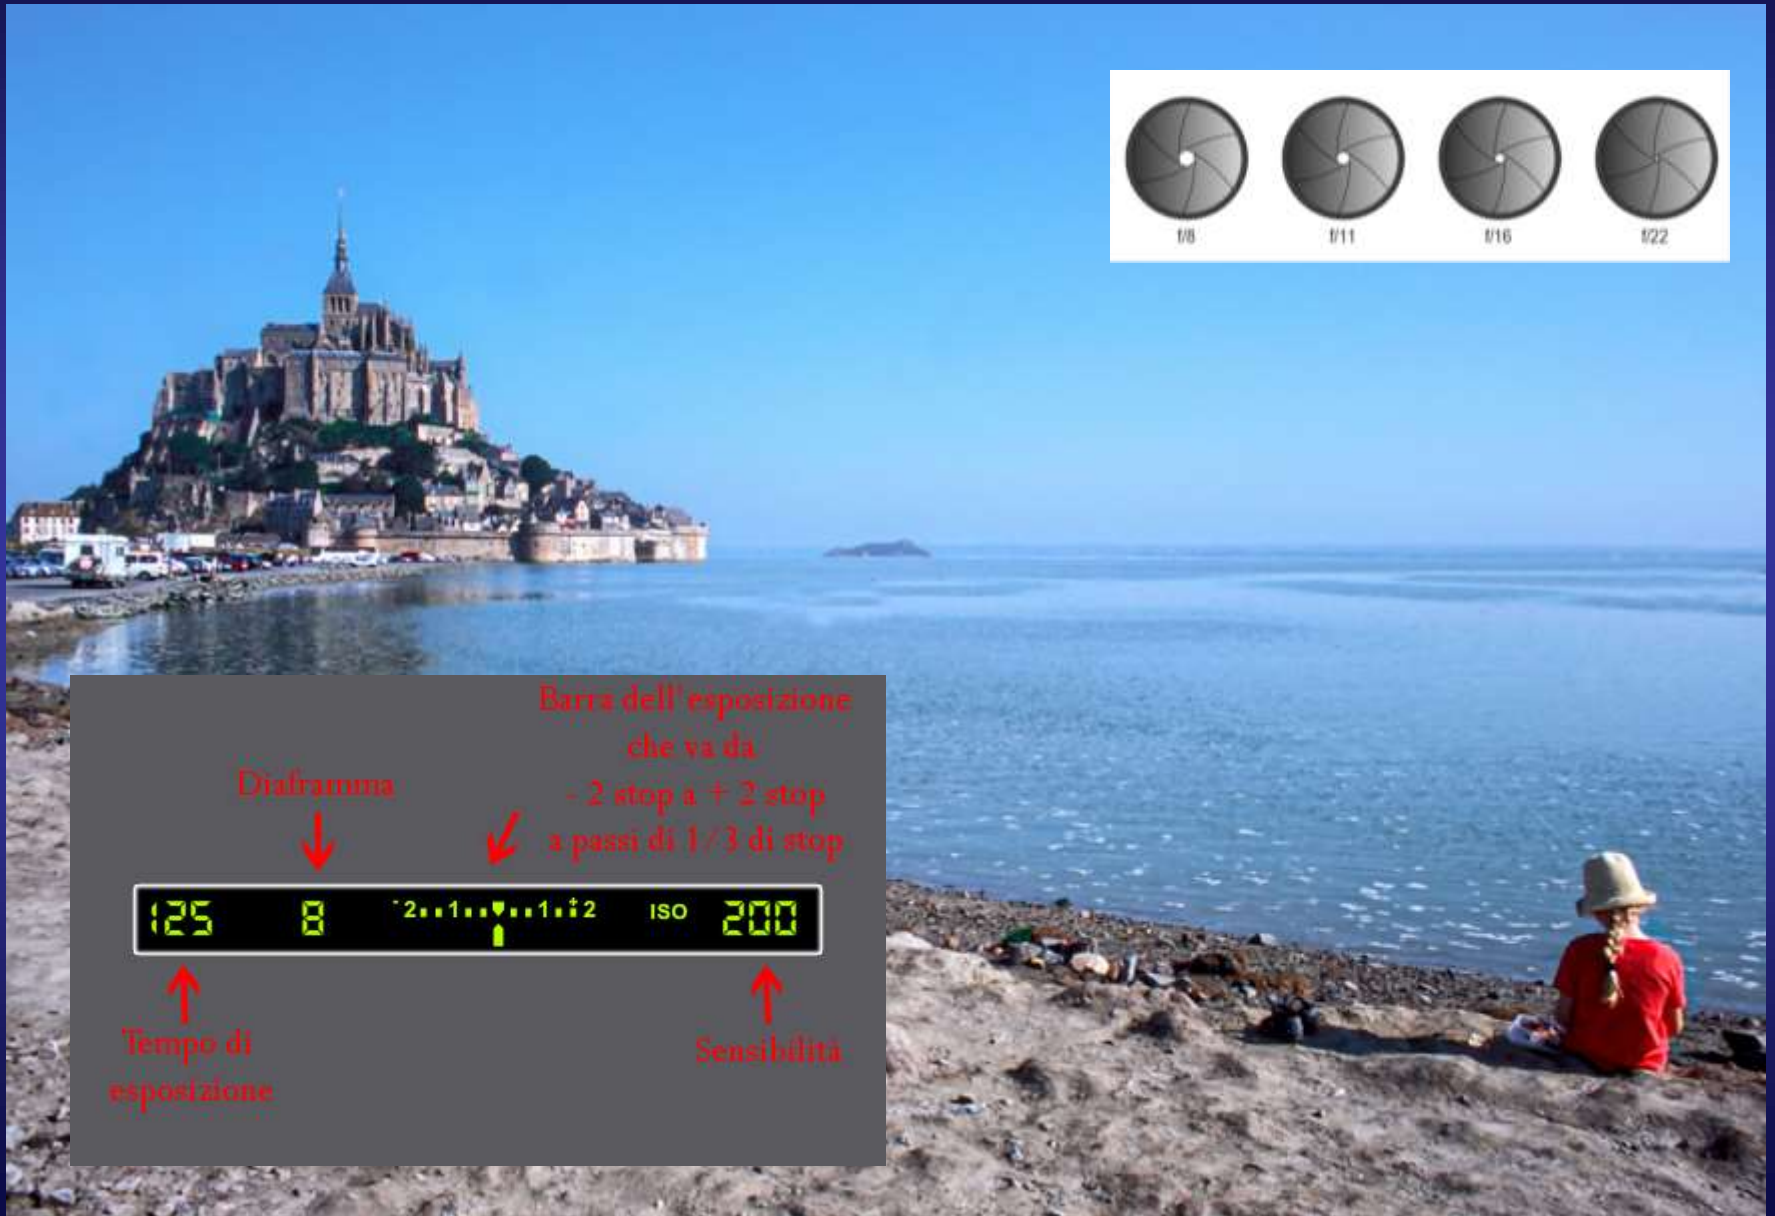 f/8 f/11 f/16 f/22
Barra dell'esposizione
che va da
- 2 stop a + 2 stop
a passi di 1/3 di stop
Diaframma
125 8 -2..1..▼..1.‡2 ISO 200
Tempo di
esposizione
Sensibilità